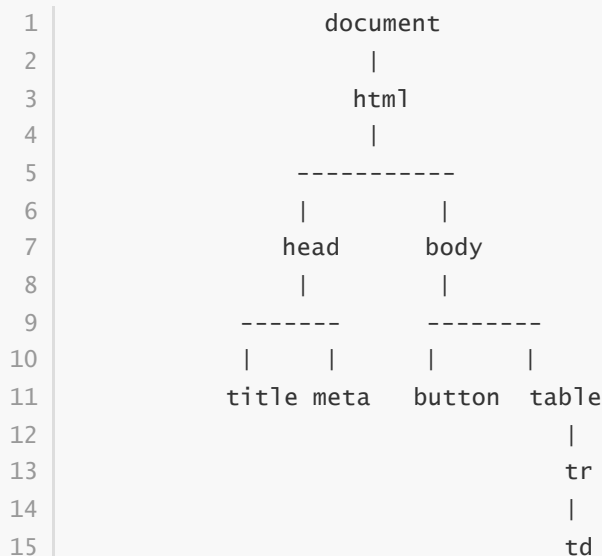 1 document
2 |
3 html
4 |
5 -----------
6 | |
7 head body
8 | |
9 ------- --------
10 | | | |
11 title meta button table
12 |
13 tr
14 |
15 td